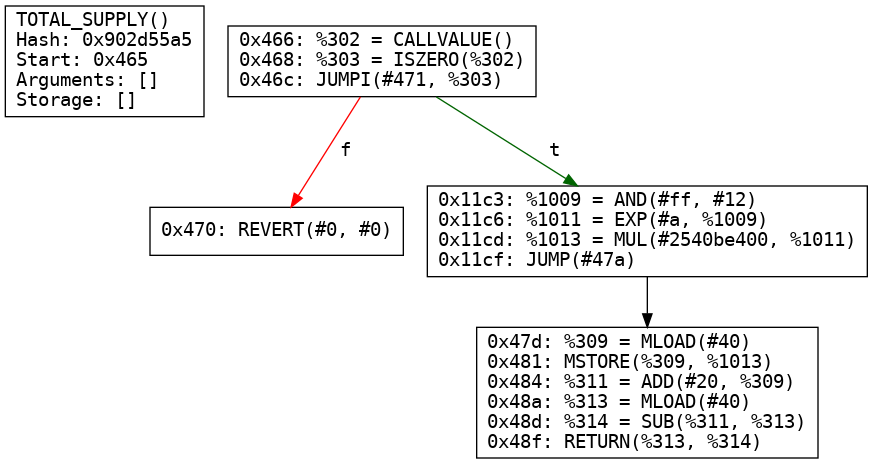 TOTAL_SUPPLY()
Hash: 0x902d55a5
Start: 0x465
Arguments: []
Storage: []
0x466: %302 = CALLVALUE()
0x468: %303 = ISZERO(%302)
0x46c: JUMPI(#471, %303)
f
t
0x470: REVERT(#0, #0)
0x11c3: %1009 = AND(#ff, #12)
0x11c6: %1011 = EXP(#a, %1009)
0x11cd: %1013 = MUL(#2540be400, %1011)
0x11cf: JUMP(#47a)
0x47d: %309 = MLOAD(#40)
0x481: MSTORE(%309, %1013)
0x484: %311 = ADD(#20, %309)
0x48a: %313 = MLOAD(#40)
0x48d: %314 = SUB(%311, %313)
0x48f: RETURN(%313, %314)